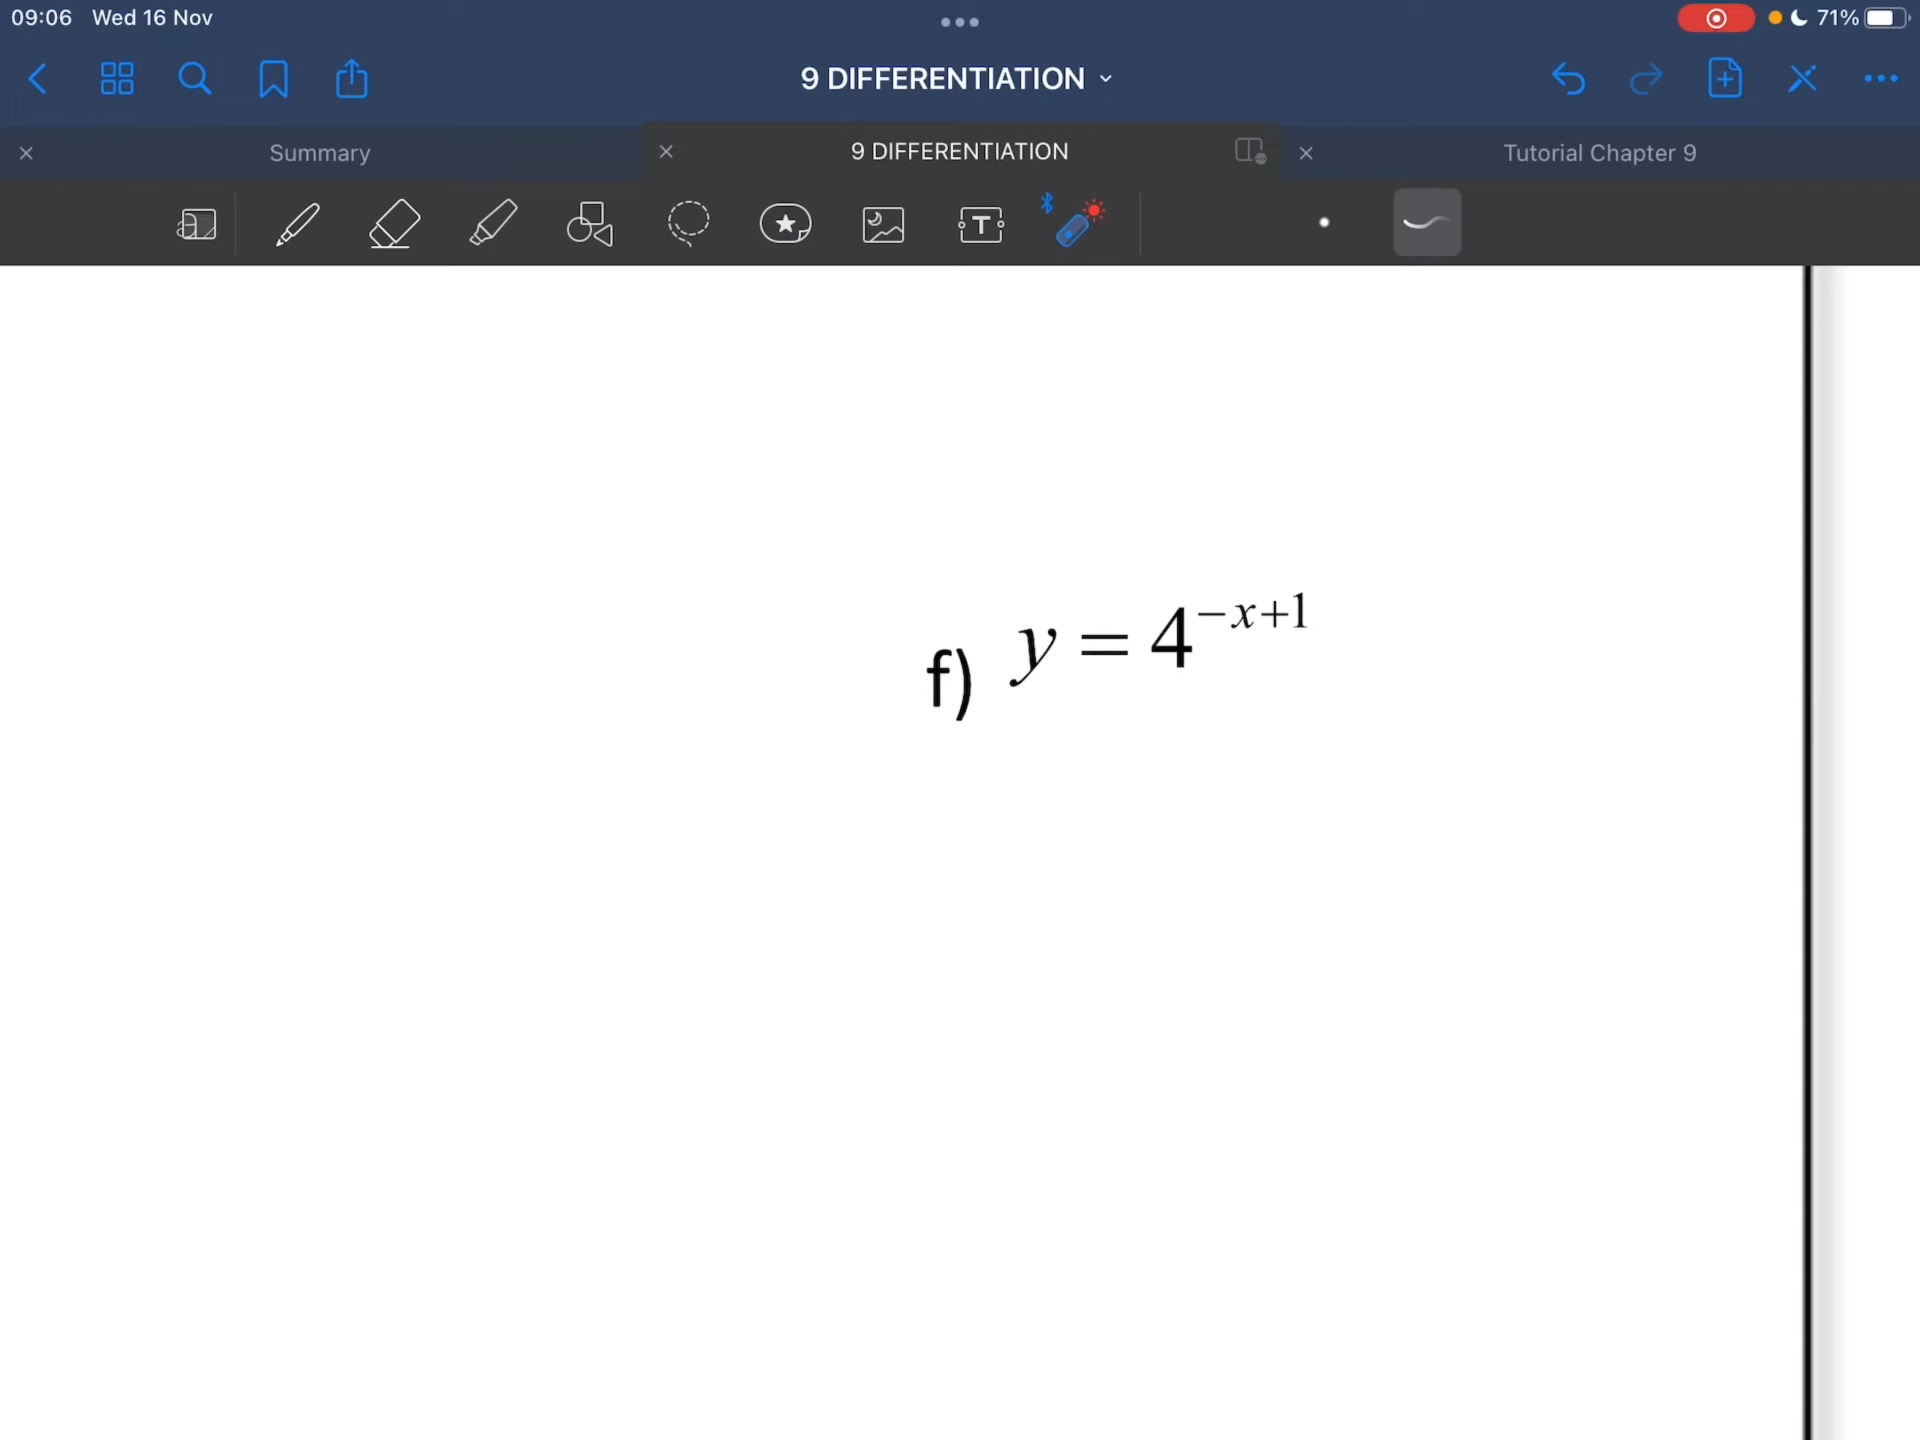 09:06 Wed 16 Nov
71%
9 DIFFERENTIATION
Summary
9 DIFFERENTIATION
Tutorial Chapter 9
f) y = 4^{-x+1}